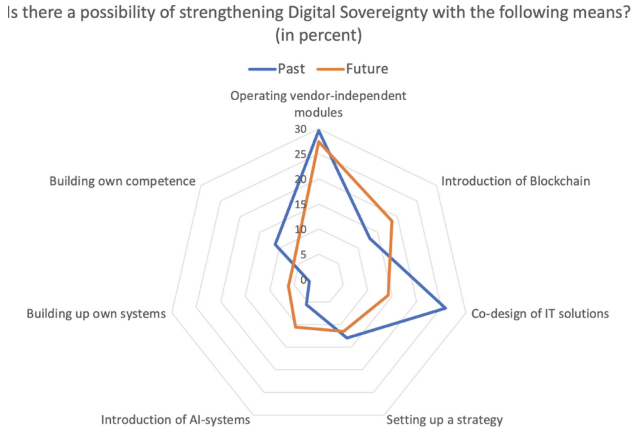 Is there a possibility of strengthening Digital Sovereignty with the following means?
(in percent)
Past Future
Operating vendor-independent
modules
30
25
20
15
10
5
0
Building own competence
Introduction of Blockchain
Building up own systems
Co-design of IT solutions
Introduction of AI-systems
Setting up a strategy